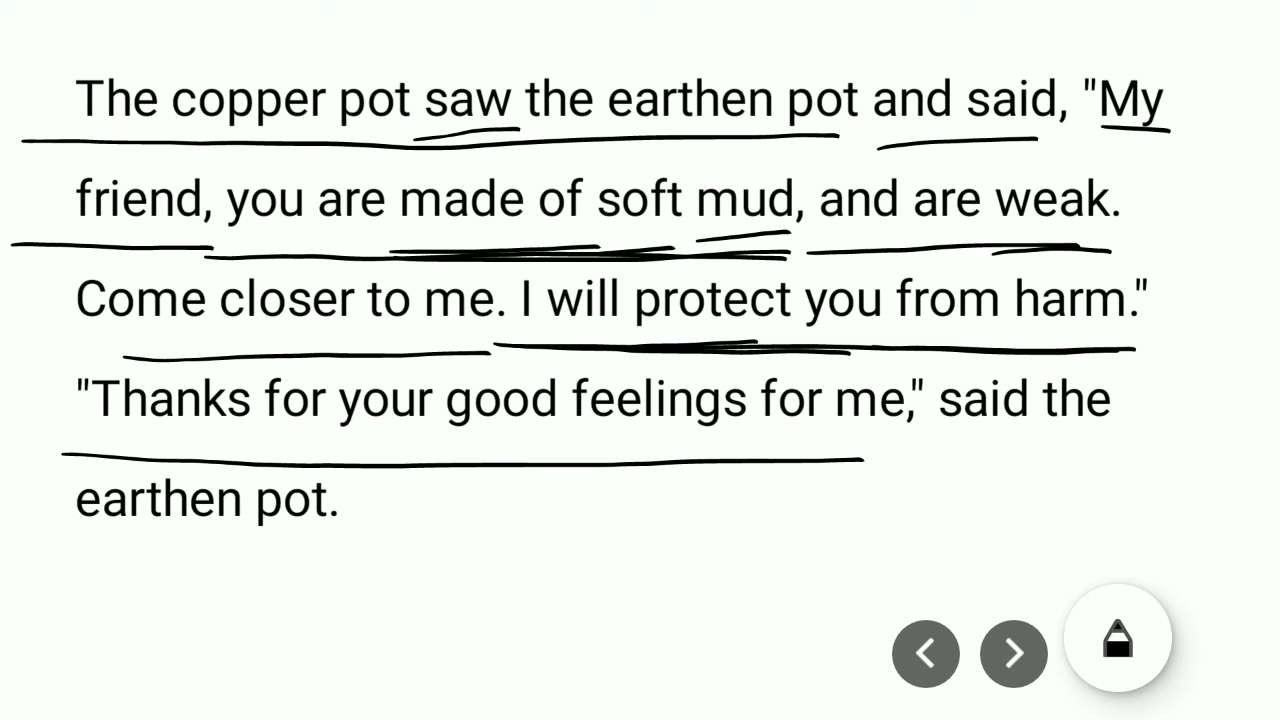 The copper pot saw the earthen pot and said, "My
friend, you are made of soft mud, and are weak.
Come closer to me. I will protect you from harm."
"Thanks for your good feelings for me," said the
earthen pot.